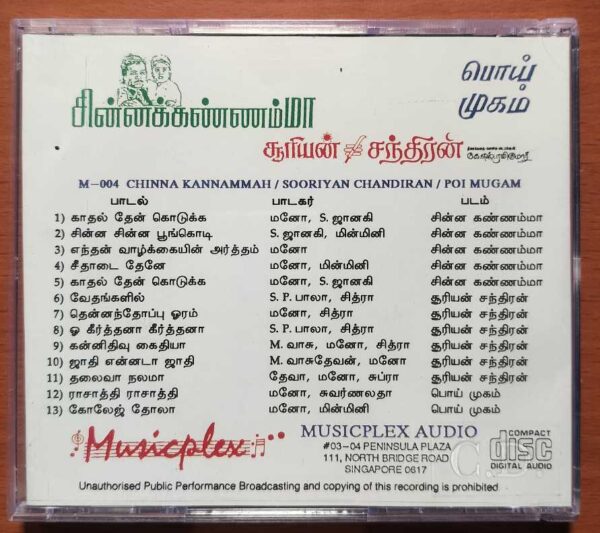 சின்னக்கண்ணம்மா
பொய் முகம்
சூரியன் சந்திரன்
M-004 CHINNA KANNAMMAH / SOORIYAN CHANDIRAN / POI MUGAM
பாடல் பாடகர் படம்
1) காதல் தேன் கொடுக்க மனோ, S. ஜானகி சின்ன கண்ணம்மா
2) சின்ன சின்ன பூங்கொடி S. ஜானகி, மின்மினி சின்ன கண்ணம்மா
3) எந்தன் வாழ்க்கையின் அர்த்தம் மனோ சின்ன கண்ணம்மா
4) சீதாடை தேனே மனோ, மின்மினி சின்ன கண்ணம்மா
5) காதல் தேன் கொடுக்க மனோ, S. ஜானகி சின்ன கண்ணம்மா
6) வேதங்களில் S. P. பாலா, சித்ரா சூரியன் சந்திரன்
7) தென்னந்தோப்பு ஓரம் மனோ, சித்ரா சூரியன் சந்திரன்
8) ஓ கீர்த்தனா கீர்த்தனா S. P. பாலா, சித்ரா சூரியன் சந்திரன்
9) கன்னிதிவு கைதியா M. வாசு, மனோ, சித்ரா சூரியன் சந்திரன்
10) ஜாதி என்னடா ஜாதி M. வாசுதேவன், மனோ சூரியன் சந்திரன்
11) தலைவா நலமா தேவா, மனோ, சுப்ரா சூரியன் சந்திரன்
12) ராசாத்தி ராசாத்தி மனோ, சுவர்ணலதா பொய் முகம்
13) கோலேஜ் தோலா மனோ, மின்மினி பொய் முகம்
Musicplex
MUSICPLEX AUDIO
#03-04 PENINSULA PLAZA
111, NORTH BRIDGE ROAD
SINGAPORE 0617
COMPACT
disc
DIGITAL AUDIO
Unauthorised Public Performance Broadcasting and copying of this recording is prohibited